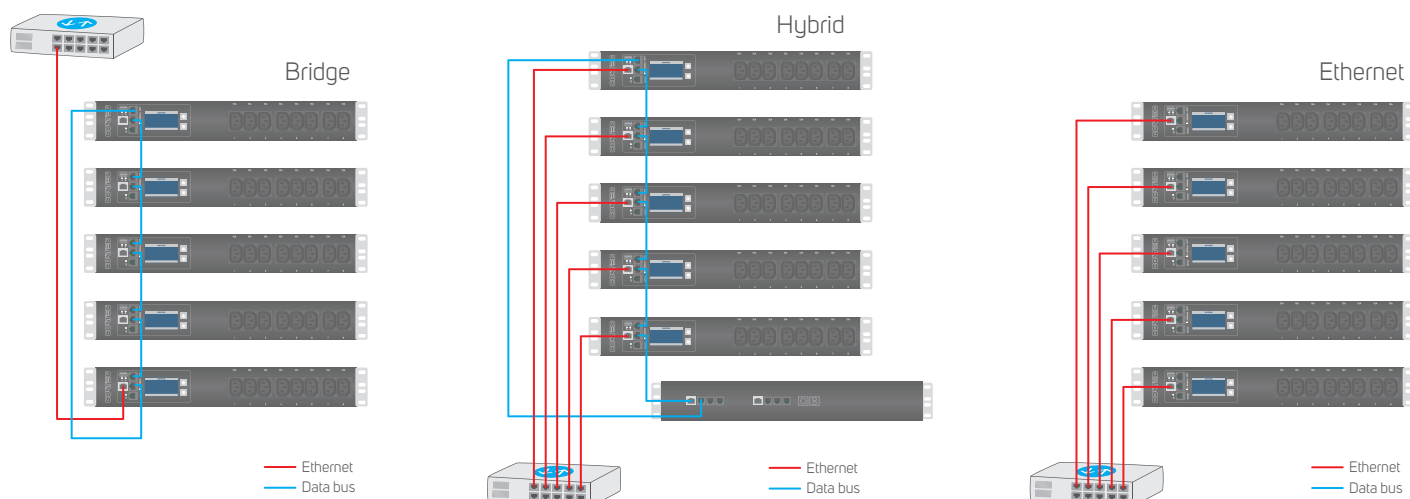 Bridge
Ethernet
Data bus
Hybrid
Ethernet
Data bus
Ethernet
Ethernet
Data bus